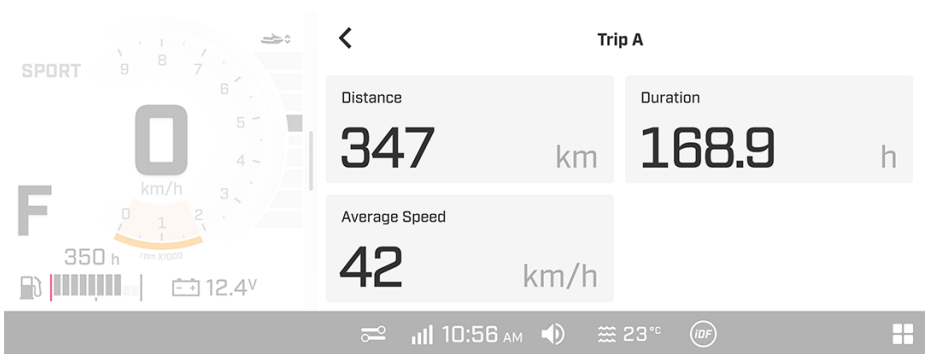 Trip A
SPORT
9 8 7
6
5
4
3
0 1 2
0
km/h
F
rpm X1000
350 h
12.4V
Distance
347 km
Duration
168.9 h
Average Speed
42 km/h
10:56 AM
23°C
iDF